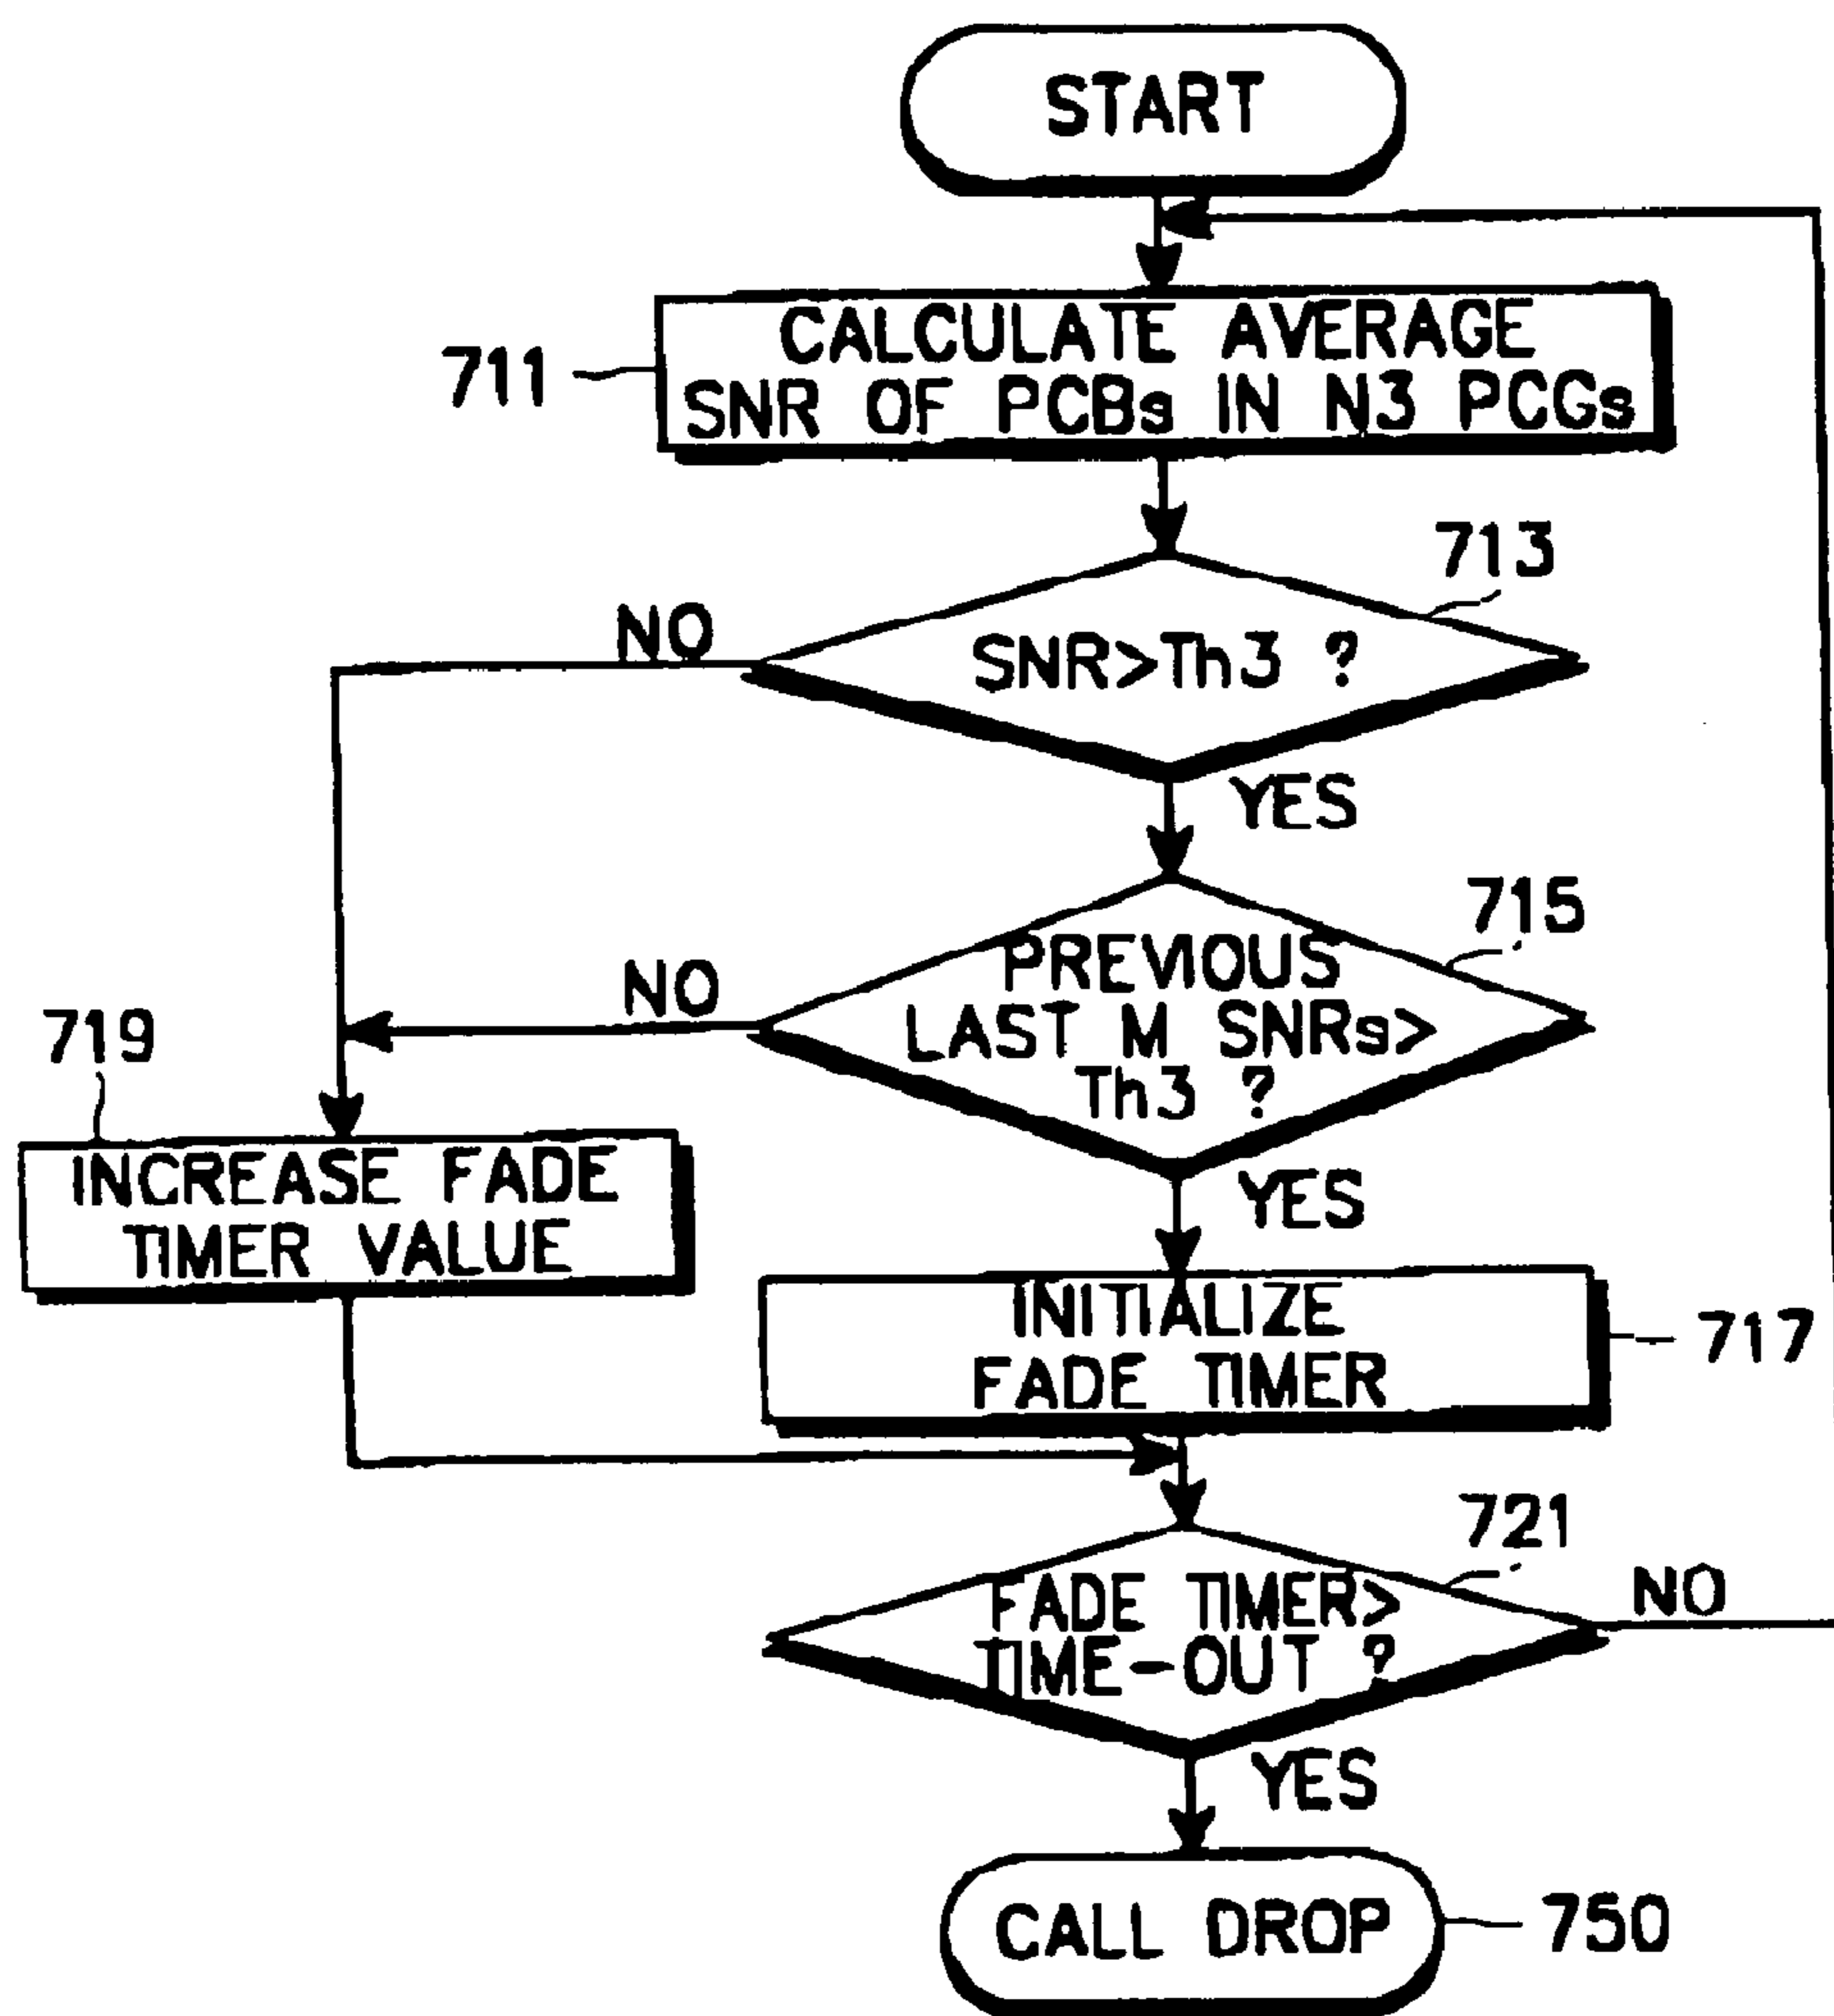 START
CALCULATE AVERAGE
711
SNR OF PCBs IN N3 PCGs
713
NO
SNR>Th3 ?
YES
715
PREVIOUS
NO
LAST M SNRs>
719
Th3 ?
INCREASE FADE
YES
TIMER VALUE
INITIALIZE
717
FADE TIMER
721
FADE TIMER>
NO
TIME-OUT ?
YES
CALL DROP
750